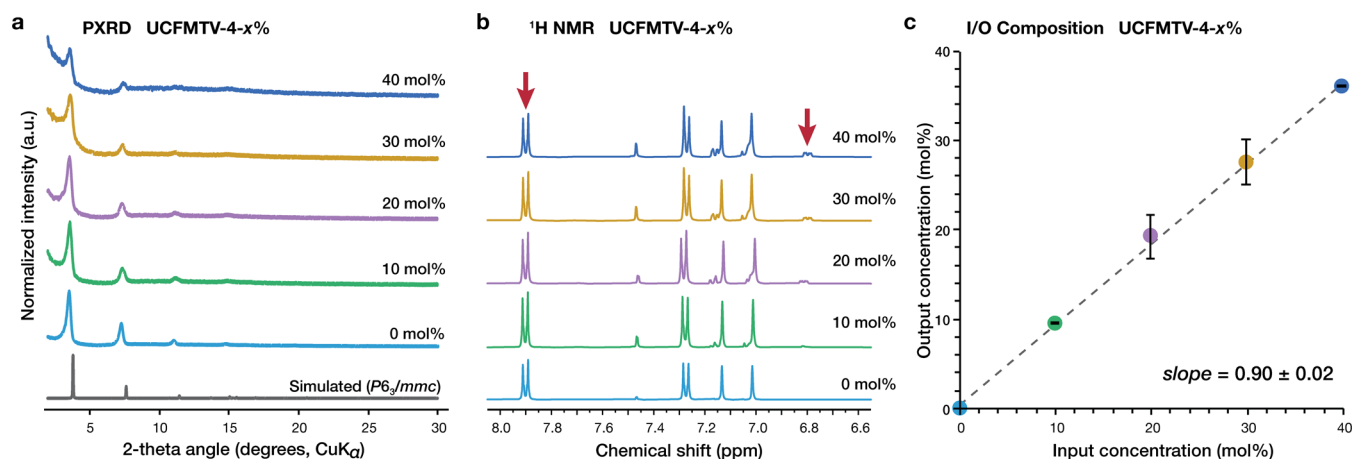 a PXRD UCFMTV-4-x%
Normalized intensity (a.u.)
40 mol%
30 mol%
20 mol%
10 mol%
0 mol%
Simulated (P6₃/mmc)
5 10 15 20 25 30
2-theta angle (degrees, CuKα)
b ¹H NMR UCFMTV-4-x%
40 mol%
30 mol%
20 mol%
10 mol%
0 mol%
8.0 7.8 7.6 7.4 7.2 7.0 6.8 6.6
Chemical shift (ppm)
c I/O Composition UCFMTV-4-x%
Output concentration (mol%)
40
30
20
10
0
slope = 0.90 ± 0.02
0 10 20 30 40
Input concentration (mol%)